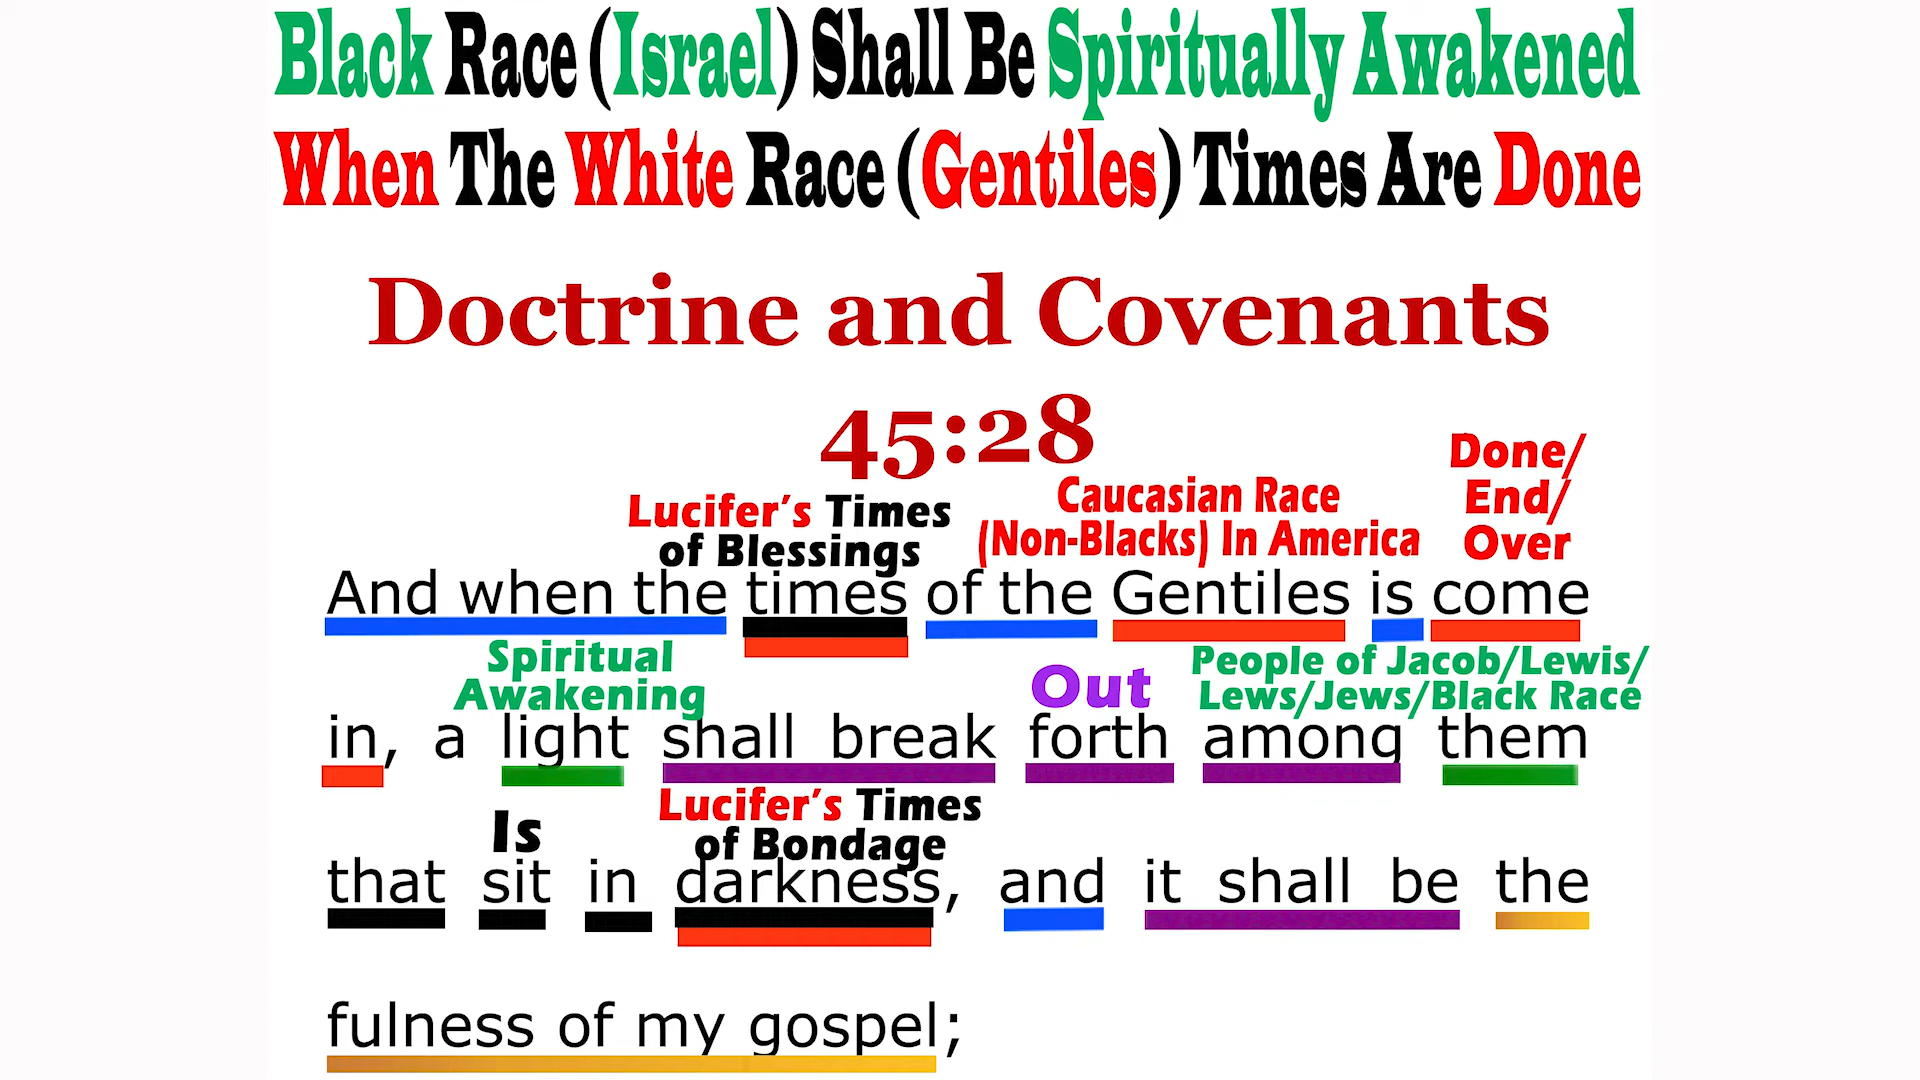 Black Race (Israel) Shall Be Spiritually Awakened
When The White Race (Gentiles) Times Are Done
Doctrine and Covenants
45:28
Done/
End/
Over
Caucasian Race
(Non-Blacks) In America
Lucifer's Times
of Blessings
And when the times of the Gentiles is come
Spiritual
Awakening
Out
People of Jacob/Lewis/
Lews/Jews/Black Race
in, a light shall break forth among them
Is
Lucifer's Times
of Bondage
that sit in darkness, and it shall be the
fulness of my gospel;